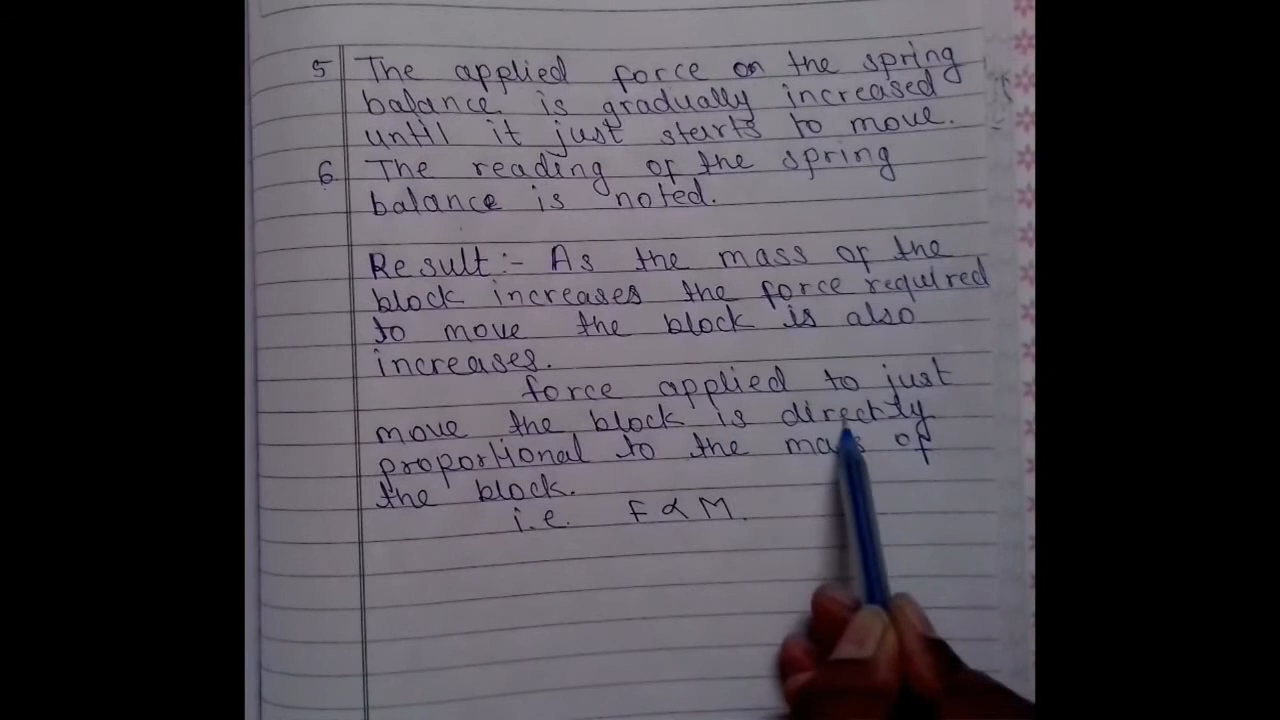 5 The applied force on the spring
balance is gradually increased
until it just starts to move.
6 The reading of the spring
balance is noted.
Result:- As the mass of the
block increases the force required
to move the block is also
increases.
force applied to just
move the block is directly
proportional to the mass of
the block.
i.e. F ∝ M.